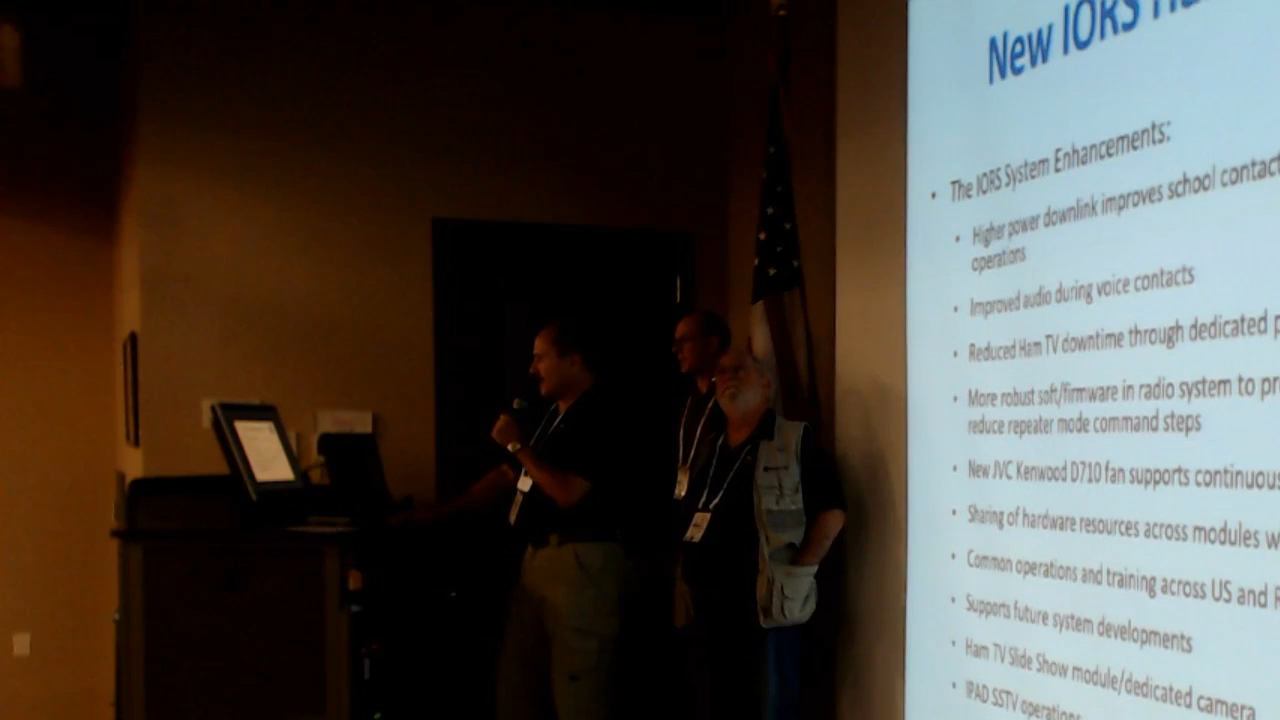 New IORS
• The IORS System Enhancements:
• Higher power downlink improves school contact
operations
• Improved audio during voice contacts
• Reduced Ham TV downtime through dedicated
• More robust soft/firmware in radio system to
reduce repeater mode command steps
• New JVC Kenwood D710 fan supports continuous
• Sharing of hardware resources across modules
• Common operations and training across US and
• Supports future system developments
• Ham TV Slide Show module/dedicated camera
• IPAD SSTV operations